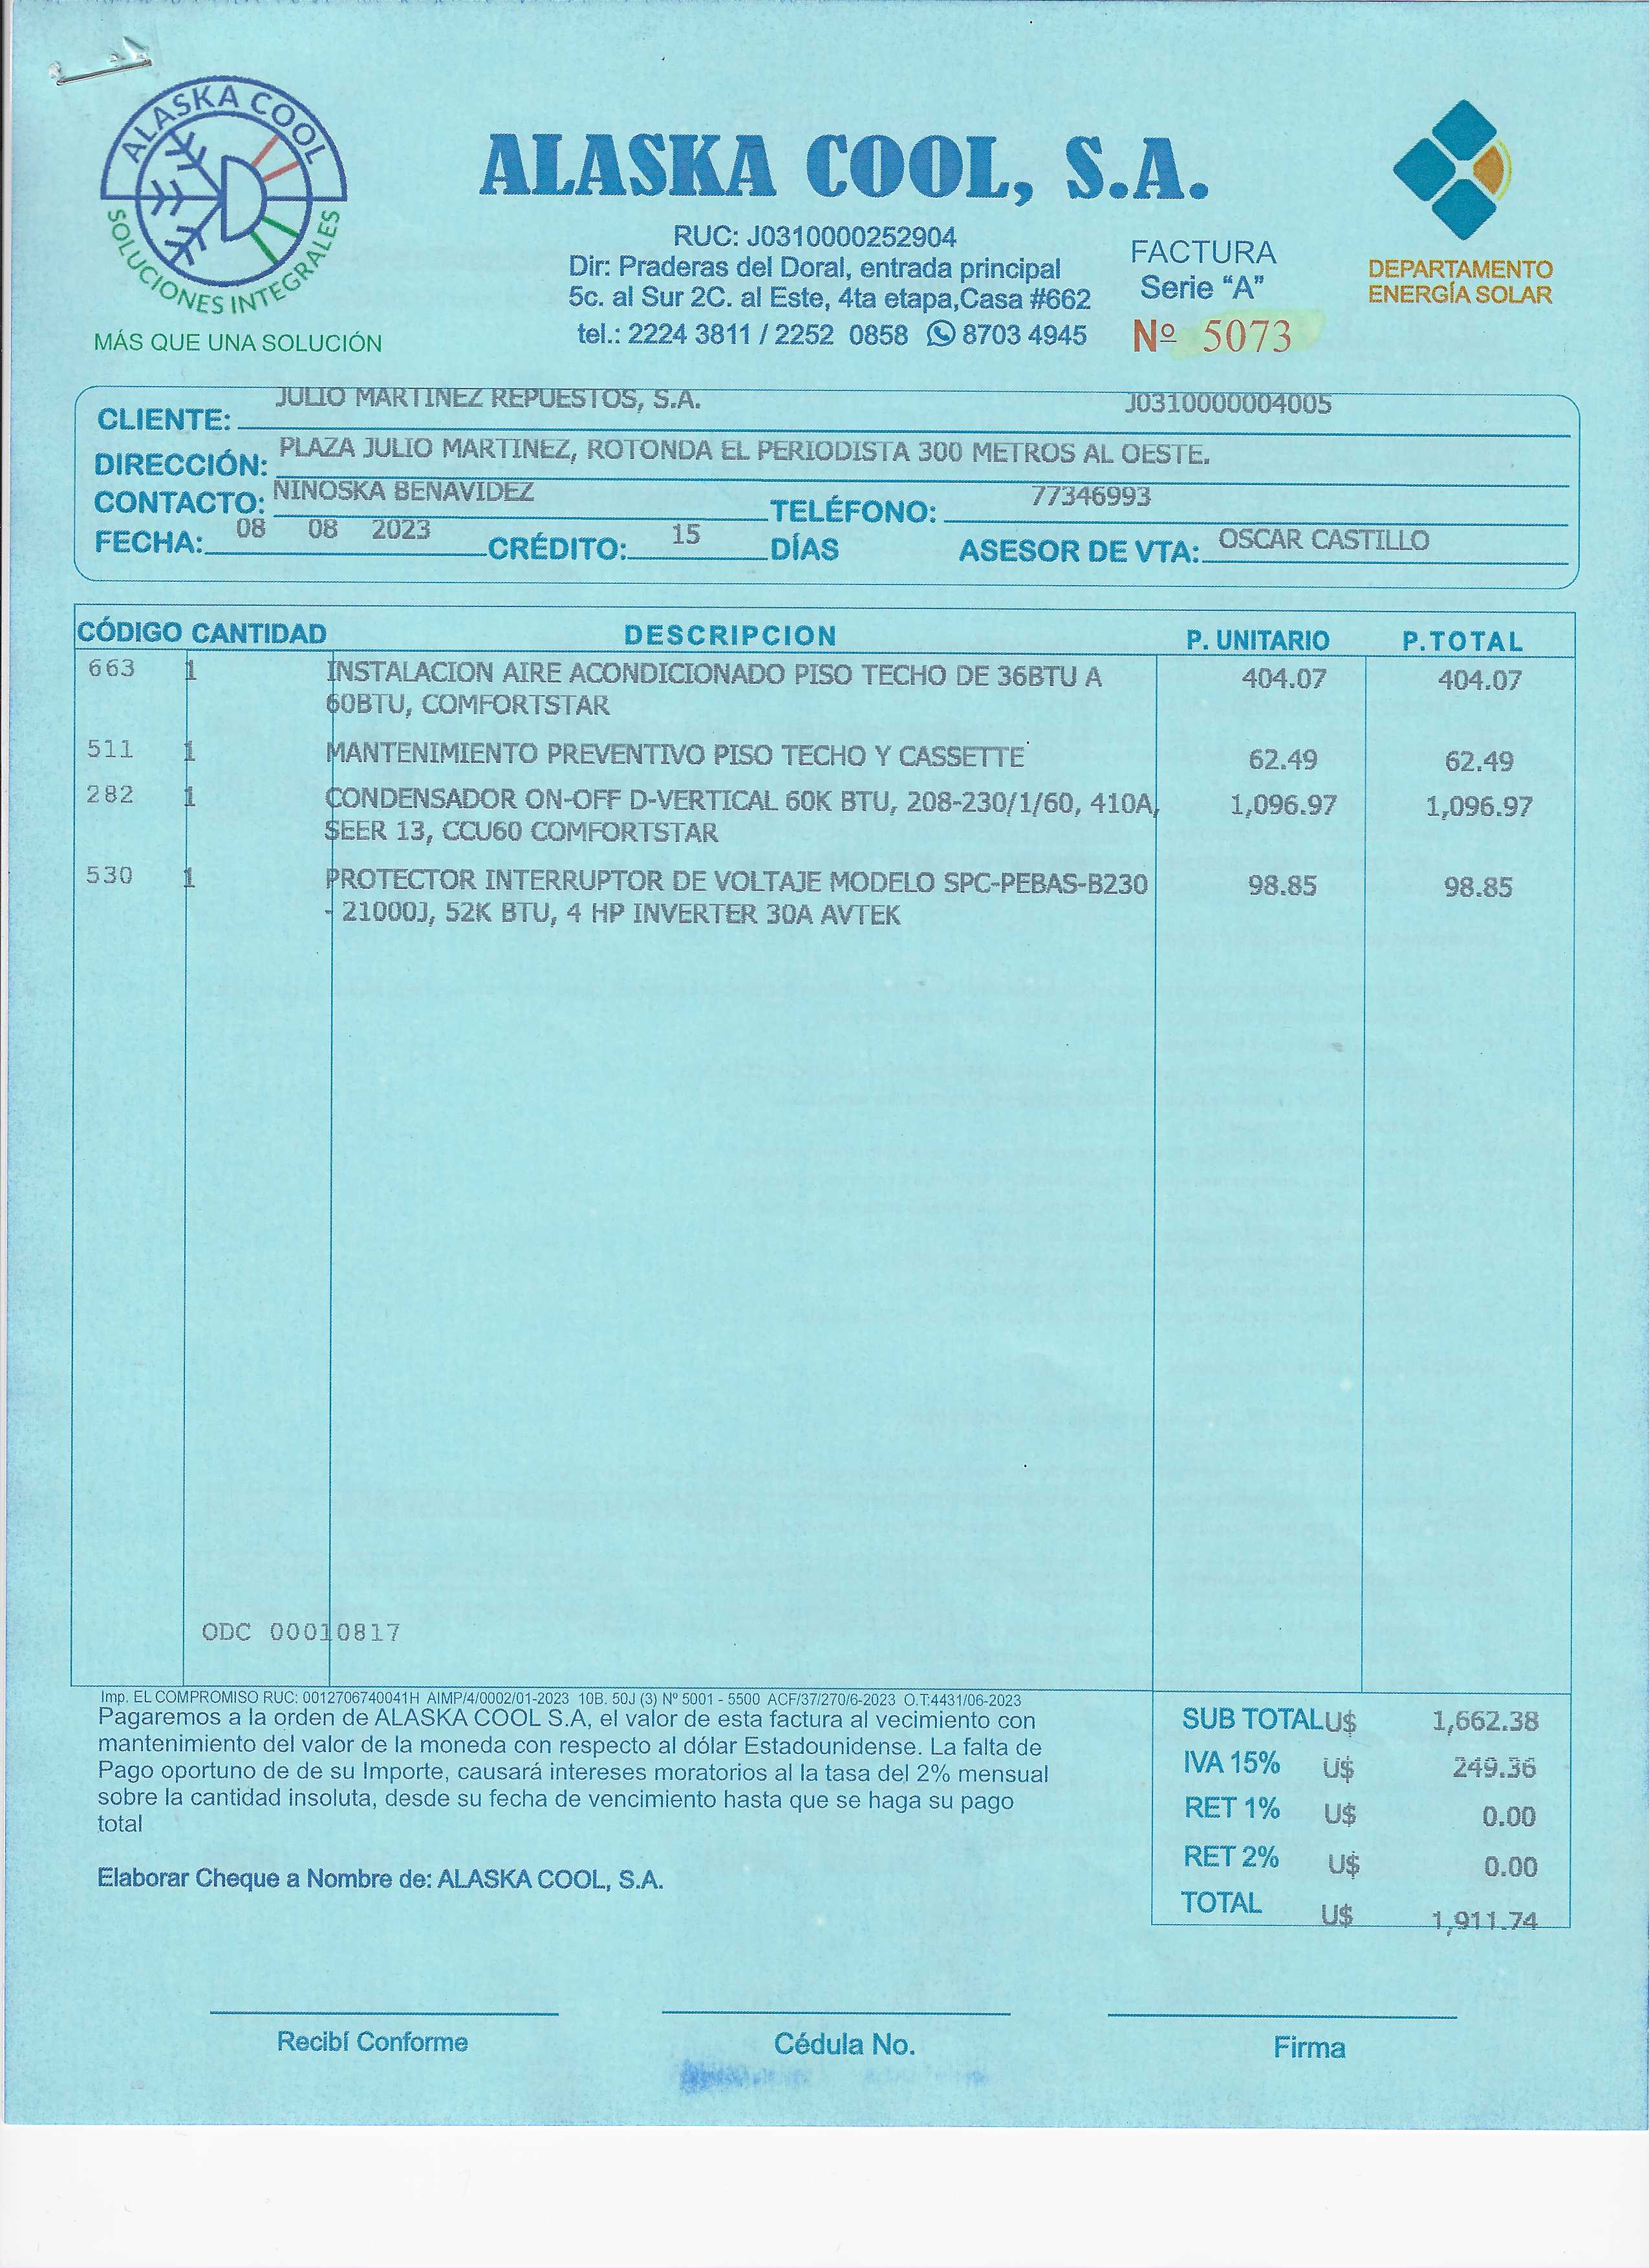 ALASKA COOL
SOLUCIONES INTEGRALES
MÁS QUE UNA SOLUCIÓN
ALASKA COOL, S.A.
RUC: J0310000252904
Dir: Praderas del Doral, entrada principal
5c. al Sur 2C. al Este, 4ta etapa,Casa #662
tel.: 2224 3811 / 2252 0858 8703 4945
FACTURA
Serie "A"
Nº 5073
DEPARTAMENTO
ENERGÍA SOLAR
CLIENTE: JULIO MARTINEZ REPUESTOS, S.A. J0310000004005
DIRECCIÓN: PLAZA JULIO MARTINEZ, ROTONDA EL PERIODISTA 300 METROS AL OESTE.
CONTACTO: NINOSKA BENAVIDEZ TELÉFONO: 77346993
FECHA: 08 08 2023 CRÉDITO: 15 DÍAS ASESOR DE VTA: OSCAR CASTILLO
CÓDIGO CANTIDAD DESCRIPCION P. UNITARIO P. TOTAL
663 1 INSTALACION AIRE ACONDICIONADO PISO TECHO DE 36BTU A 404.07 404.07
60BTU, COMFORTSTAR
511 1 MANTENIMIENTO PREVENTIVO PISO TECHO Y CASSETTE 62.49 62.49
282 1 CONDENSADOR ON-OFF D-VERTICAL 60K BTU, 208-230/1/60, 410A, 1,096.97 1,096.97
SEER 13, CCU60 COMFORTSTAR
530 1 PROTECTOR INTERRUPTOR DE VOLTAJE MODELO SPC-PEBAS-B230 98.85 98.85
- 21000J, 52K BTU, 4 HP INVERTER 30A AVTEK
ODC 00010817
Imp. EL COMPROMISO RUC: 0012706740041H AIMP/4/0002/01-2023 10B. 50J (3) Nº 5001 - 5500 ACF/37/270/6-2023 O.T:4431/06-2023
Pagaremos a la orden de ALASKA COOL S.A, el valor de esta factura al vecimiento con
mantenimiento del valor de la moneda con respecto al dólar Estadounidense. La falta de
Pago oportuno de de su Importe, causará intereses moratorios al la tasa del 2% mensual
sobre la cantidad insoluta, desde su fecha de vencimiento hasta que se haga su pago
total
Elaborar Cheque a Nombre de: ALASKA COOL, S.A.
SUB TOTAL U$ 1,662.38
IVA 15% U$ 249.36
RET 1% U$ 0.00
RET 2% U$ 0.00
TOTAL U$ 1,911.74
Recibí Conforme
Cédula No.
Firma